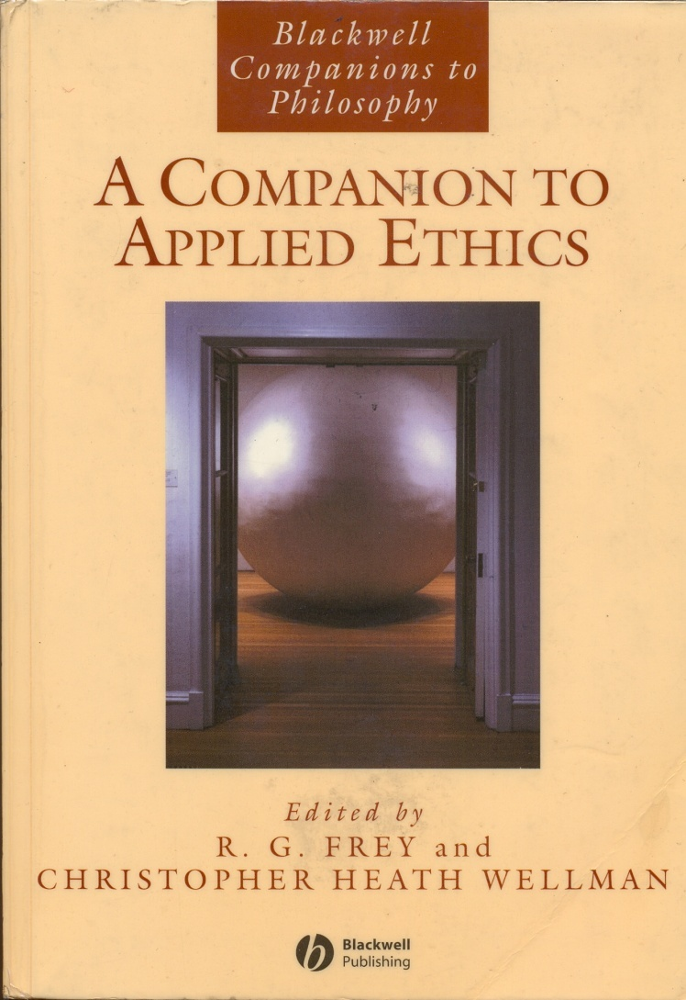 Blackwell
Companions to
Philosophy
A COMPANION TO
APPLIED ETHICS
Edited by
R. G. FREY and
CHRISTOPHER HEATH WELLMAN
b Blackwell
Publishing